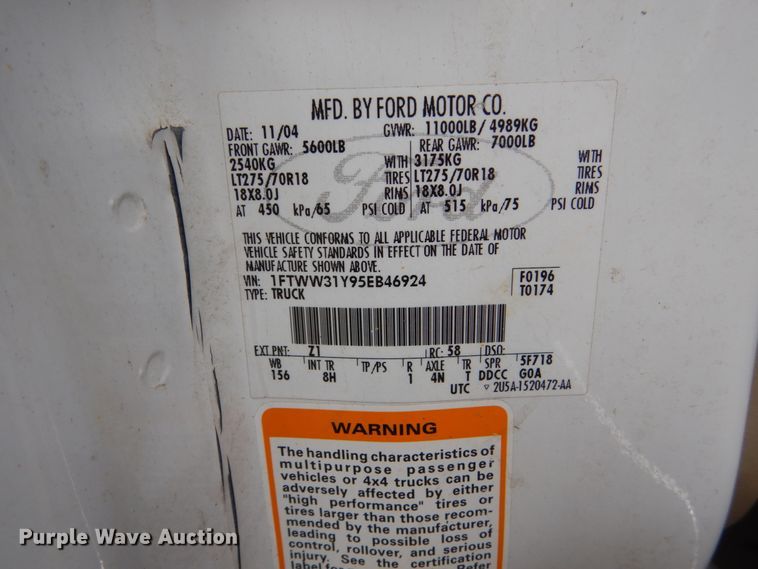 MFD. BY FORD MOTOR CO.
DATE: 11/04 GVWR: 11000LB/ 4989KG
FRONT GAWR: 5600LB REAR GAWR: 7000LB
2540KG WITH 3175KG WITH
LT275/70R18 TIRES LT275/70R18 TIRES
18X8.0J RIMS 18X8.0J RIMS
AT 450 kPa/65 PSI COLD AT 515 kPa/75 PSI COLD
Ford
THIS VEHICLE CONFORMS TO ALL APPLICABLE FEDERAL MOTOR
VEHICLE SAFETY STANDARDS IN EFFECT ON THE DATE OF
MANUFACTURE SHOWN ABOVE.
VIN: 1FTWW31Y95EB46924 F0196
TYPE: TRUCK T0174
EXT PNT: Z1 RC: 58 DSO:
WB INT TR TP/PS R AXLE TR SPR 5F718
156 8H 1 4N T DDCC G0A
UTC ▽ 2U5A-1520472-AA
WARNING
The handling characteristics of
multipurpose passenger
vehicles or 4x4 trucks can be
adversely affected by either
"high performance" tires or
tires larger than those recom-
mended by the manufacturer,
leading to possible loss of
control, rollover, and serious
injury. See the certification
Refer
Purple Wave Auction